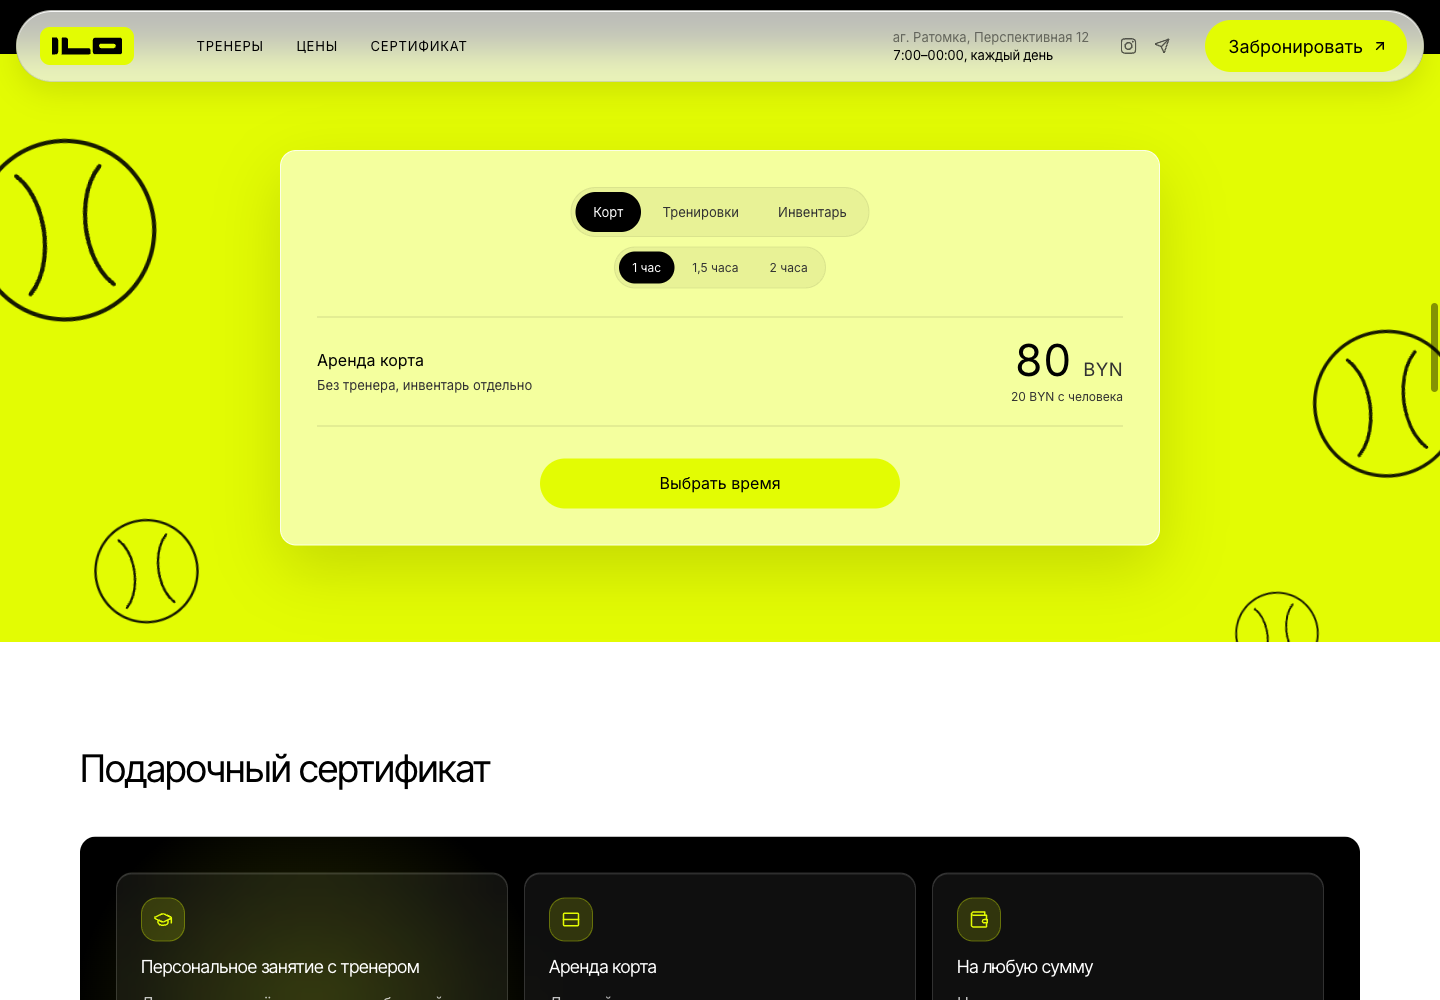 ILO
ТРЕНЕРЫ
ЦЕНЫ
СЕРТИФИКАТ
аг. Ратомка, Перспективная 12
7:00–00:00, каждый день
Забронировать
Корт
Тренировки
Инвентарь
1 час
1,5 часа
2 часа
Аренда корта
Без тренера, инвентарь отдельно
80 BYN
20 BYN с человека
Выбрать время
Подарочный сертификат
Персональное занятие с тренером
Аренда корта
На любую сумму